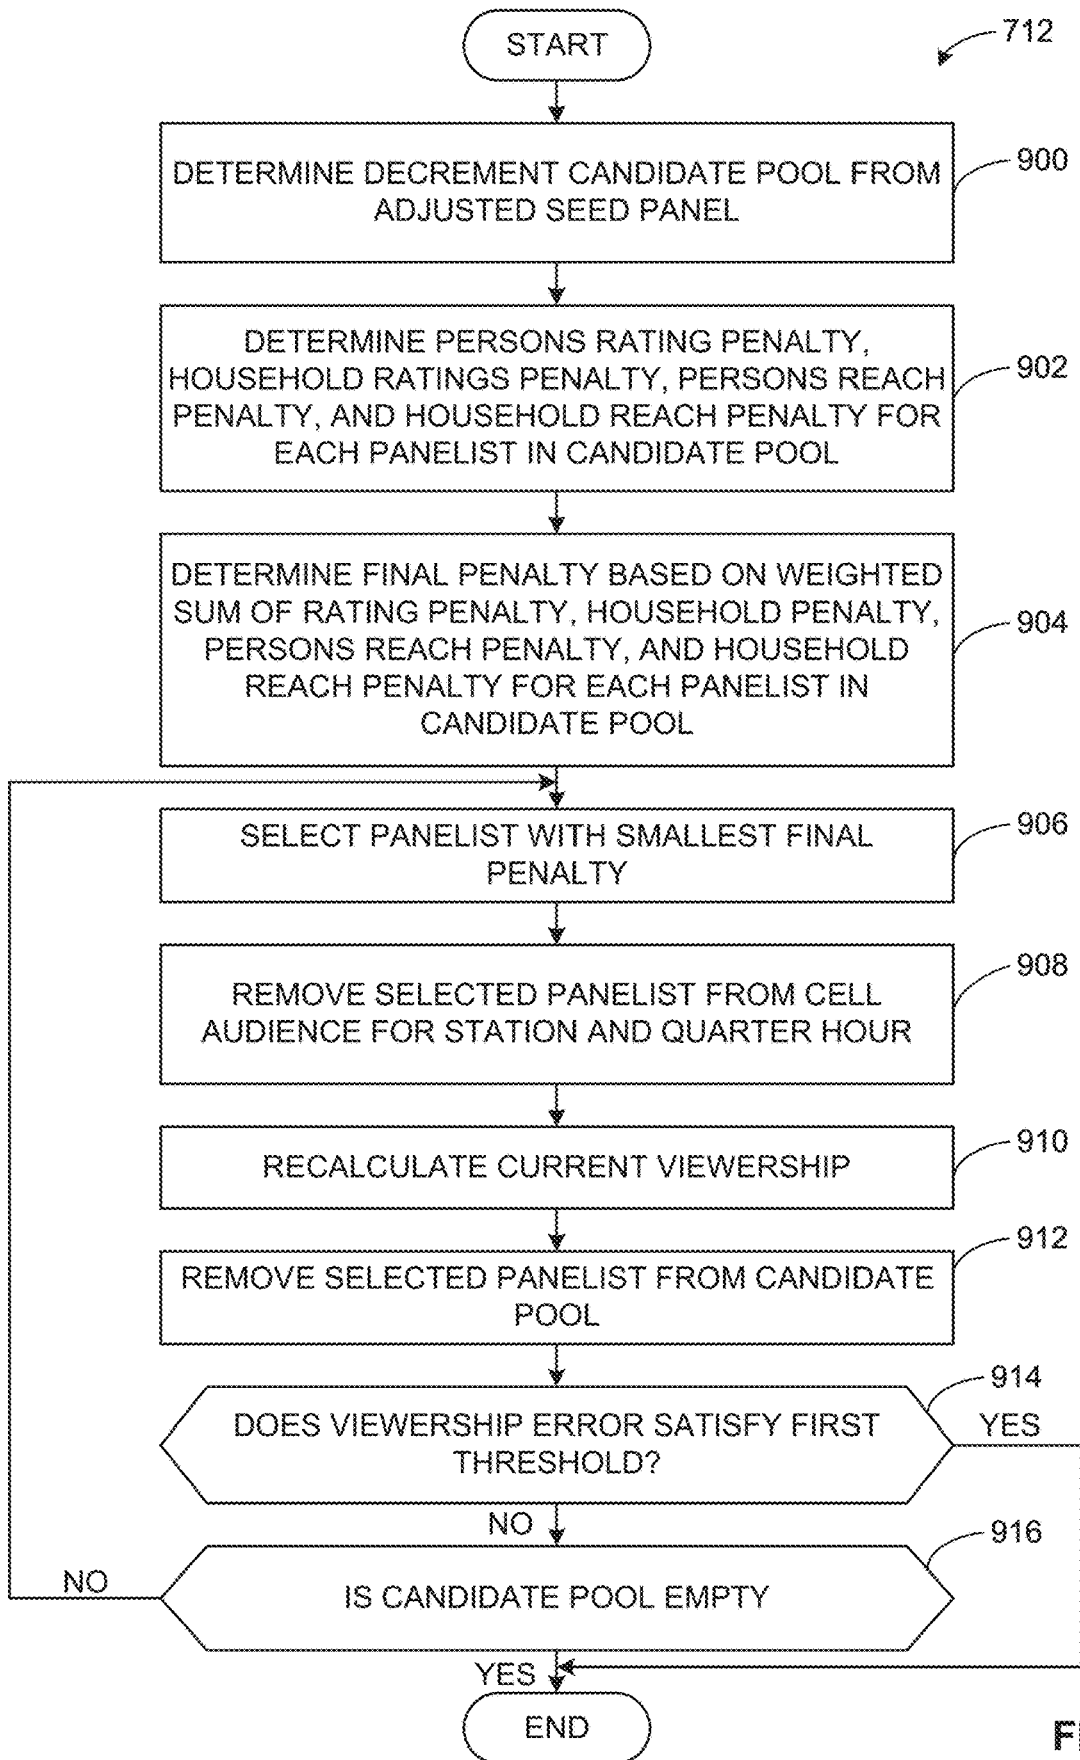 START
712
DETERMINE DECREMENT CANDIDATE POOL FROM
ADJUSTED SEED PANEL
900
DETERMINE PERSONS RATING PENALTY,
HOUSEHOLD RATINGS PENALTY, PERSONS REACH
PENALTY, AND HOUSEHOLD REACH PENALTY FOR
EACH PANELIST IN CANDIDATE POOL
902
DETERMINE FINAL PENALTY BASED ON WEIGHTED
SUM OF RATING PENALTY, HOUSEHOLD PENALTY,
PERSONS REACH PENALTY, AND HOUSEHOLD
REACH PENALTY FOR EACH PANELIST IN
CANDIDATE POOL
904
SELECT PANELIST WITH SMALLEST FINAL
PENALTY
906
REMOVE SELECTED PANELIST FROM CELL
AUDIENCE FOR STATION AND QUARTER HOUR
908
RECALCULATE CURRENT VIEWERSHIP
910
REMOVE SELECTED PANELIST FROM CANDIDATE
POOL
912
DOES VIEWERSHIP ERROR SATISFY FIRST
THRESHOLD?
914
YES
NO
IS CANDIDATE POOL EMPTY
916
NO
YES
END